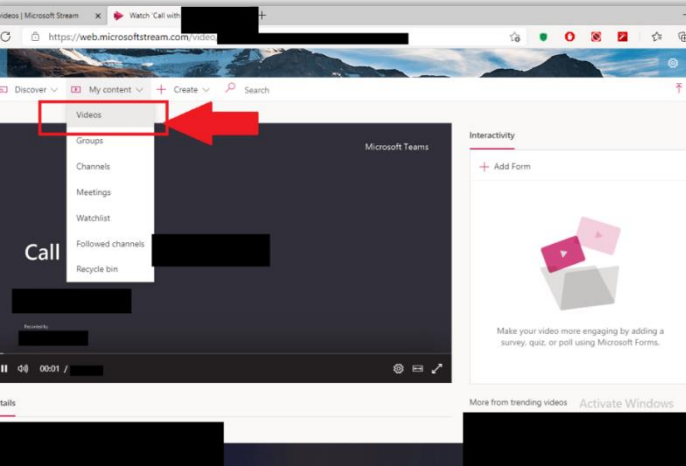 videos | Microsoft Stream
Watch 'Call with
https://web.microsoftstream.com/video/
Discover
My content
Create
Search
Videos
Groups
Channels
Meetings
Watchlist
Followed channels
Recycle bin
Microsoft Teams
Call
Recorded by
00:01 /
Interactivity
Add Form
Make your video more engaging by adding a
survey, quiz, or poll using Microsoft Forms.
tails
More from trending videos
Activate Windows